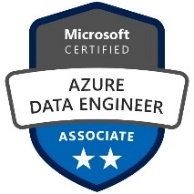 Microsoft
CERTIFIED
AZURE
DATA ENGINEER
ASSOCIATE